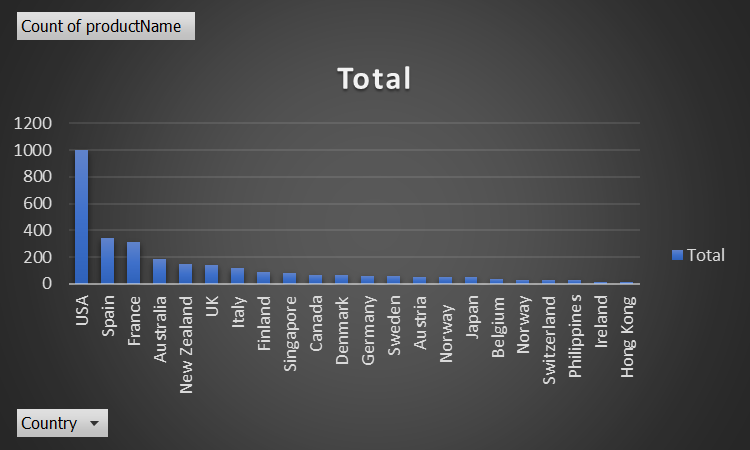 Count of productName
Total
1200
1000
800
600
400
200
0
USA
Spain
France
Australia
New Zealand
UK
Italy
Finland
Singapore
Canada
Denmark
Germany
Sweden
Austria
Norway
Japan
Belgium
Norway
Switzerland
Philippines
Ireland
Hong Kong
Total
Country